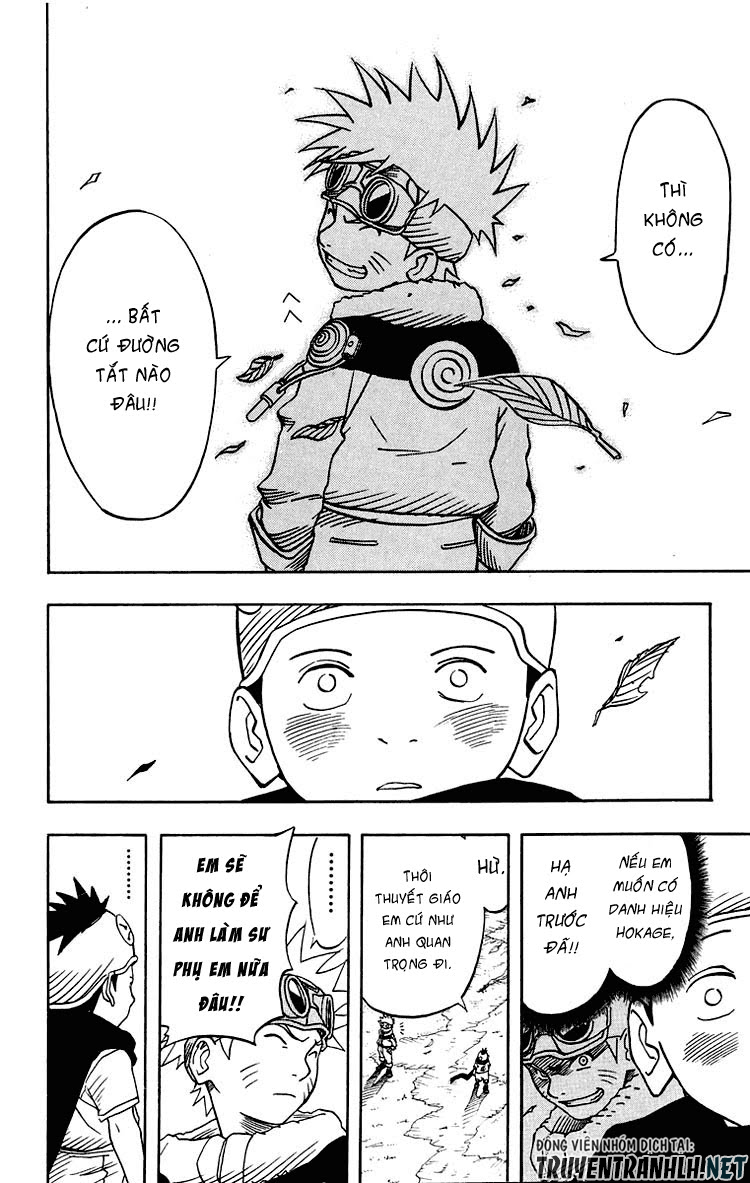 THÌ
KHÔNG
CÓ...
... BẤT
CỨ ĐƯỜNG
TẮT NÀO
ĐÂU!!
NẾU EM
MUỐN CÓ
DANH HIỆU
HOKAGE,
HẠ
ANH
TRƯỚC
ĐÃ!!
HỪ,
THÔI
THUYẾT GIÁO
EM CỨ NHƯ
ANH QUAN
TRỌNG ĐI.
.........
EM SẼ
KHÔNG ĐỂ
ANH LÀM SƯ
PHỤ EM NỮA
ĐÂU!!
.........
ĐỘNG VIÊN NHÓM DỊCH TẠI:
TRUYENTRANHLH.NET